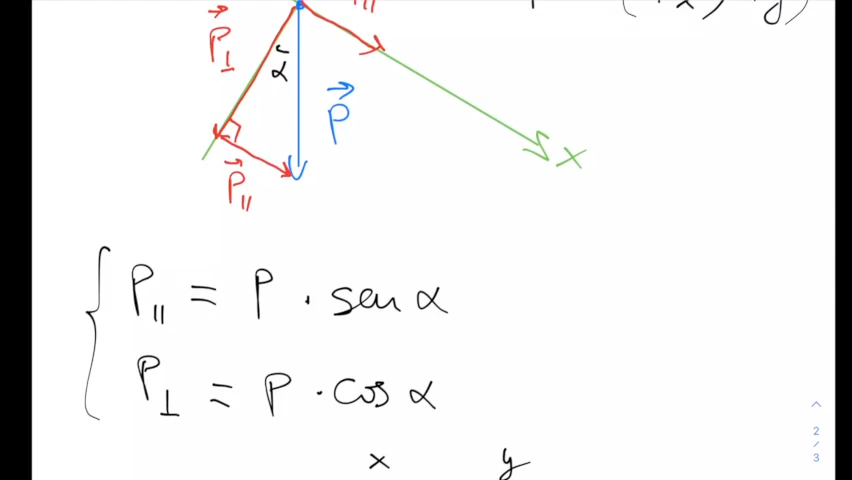 P⊥
α
P
x
P||
P|| = P · sen α
P⊥ = P · cos α
x y
2
/
3